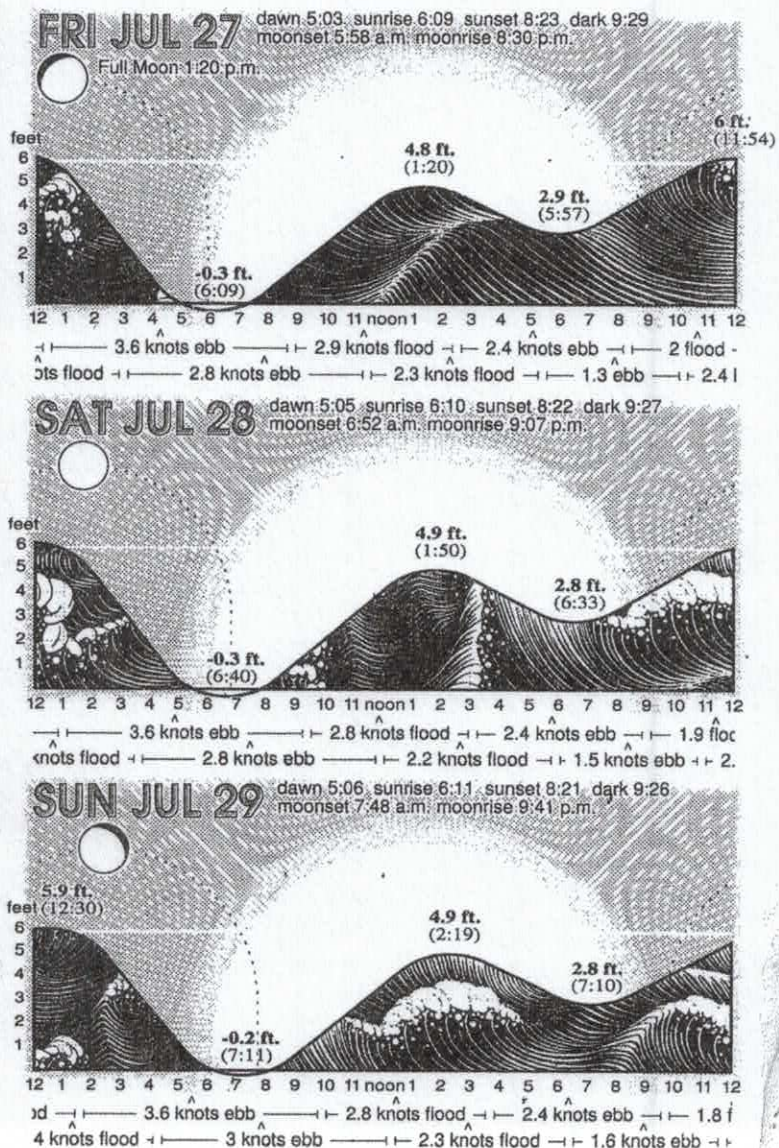 FRI JUL 27
dawn 5:03 sunrise 6:09 sunset 8:23 dark 9:29
moonset 5:58 a.m. moonrise 8:30 p.m.
Full Moon 1:20 p.m.
feet
6 ft.
(11:54)
4.8 ft.
(1:20)
2.9 ft.
(5:57)
-0.3 ft.
(6:09)
6
5
4
3
2
1
12 1 2 3 4 5 6 7 8 9 10 11 noon 1 2 3 4 5 6 7 8 9 10 11 12
3.6 knots ebb 2.9 knots flood 2.4 knots ebb 2 flood
ots flood 2.8 knots ebb 2.3 knots flood 1.3 ebb 2.4
SAT JUL 28
dawn 5:05 sunrise 6:10 sunset 8:22 dark 9:27
moonset 6:52 a.m. moonrise 9:07 p.m.
feet
4.9 ft.
(1:50)
2.8 ft.
(6:33)
-0.3 ft.
(6:40)
6
5
4
3
2
1
12 1 2 3 4 5 6 7 8 9 10 11 noon 1 2 3 4 5 6 7 8 9 10 11 12
3.6 knots ebb 2.8 knots flood 2.4 knots ebb 1.9 floo
knots flood 2.8 knots ebb 2.2 knots flood 1.5 knots ebb 2.
SUN JUL 29
dawn 5:06 sunrise 6:11 sunset 8:21 dark 9:26
moonset 7:48 a.m. moonrise 9:41 p.m.
5.9 ft.
feet (12:30)
4.9 ft.
(2:19)
2.8 ft.
(7:10)
-0.2 ft.
(7:11)
6
5
4
3
2
1
12 1 2 3 4 5 6 7 8 9 10 11 noon 1 2 3 4 5 6 7 8 9 10 11 12
od 3.6 knots ebb 2.8 knots flood 2.4 knots ebb 1.8 f
4 knots flood 3 knots ebb 2.3 knots flood 1.6 knots ebb